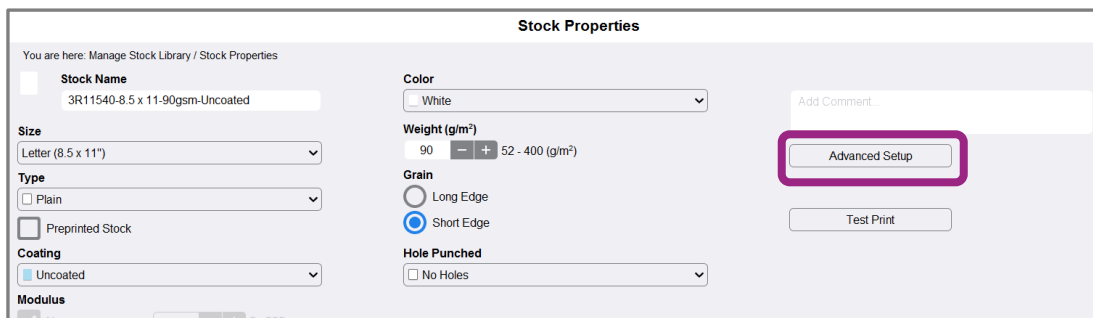 Stock Properties
You are here: Manage Stock Library / Stock Properties
Stock Name
3R11540-8.5 x 11-90gsm-Uncoated
Size
Letter (8.5 x 11")
Type
Plain
Preprinted Stock
Coating
Uncoated
Modulus
Color
White
Weight (g/m²)
90 − + 52 - 400 (g/m²)
Grain
Long Edge
Short Edge
Hole Punched
No Holes
Add Comment...
Advanced Setup
Test Print